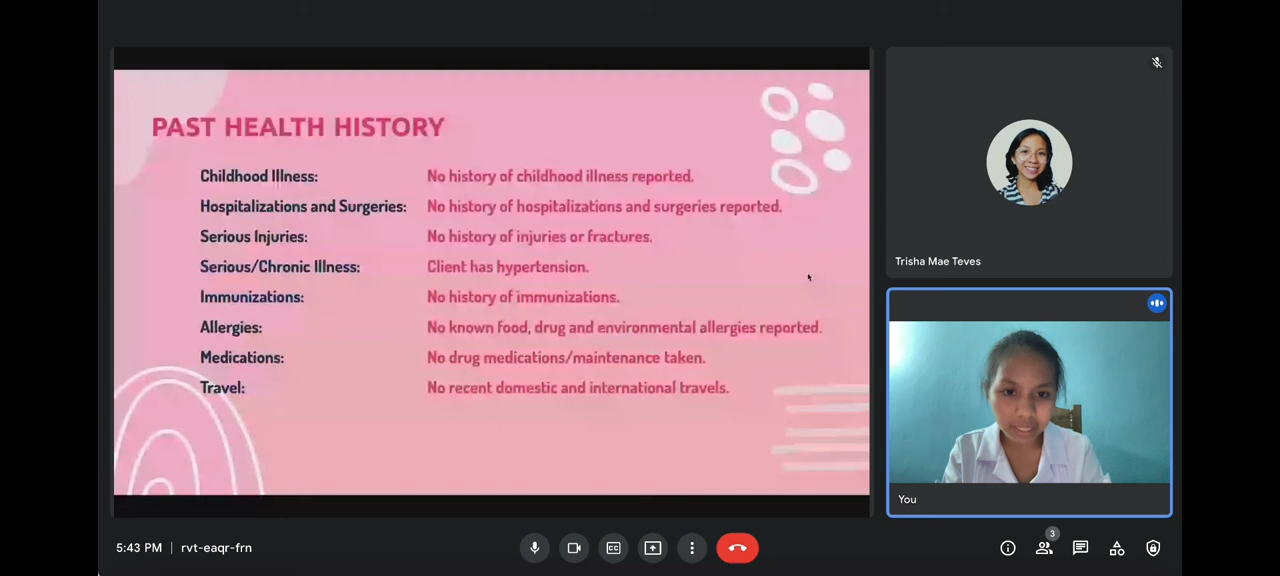 PAST HEALTH HISTORY
Childhood Illness: No history of childhood illness reported.
Hospitalizations and Surgeries: No history of hospitalizations and surgeries reported.
Serious Injuries: No history of injuries or fractures.
Serious/Chronic Illness: Client has hypertension.
Immunizations: No history of immunizations.
Allergies: No known food, drug and environmental allergies reported.
Medications: No drug medications/maintenance taken.
Travel: No recent domestic and international travels.
Trisha Mae Teves
You
5:43 PM | rvt-eaqr-frn
CC
3